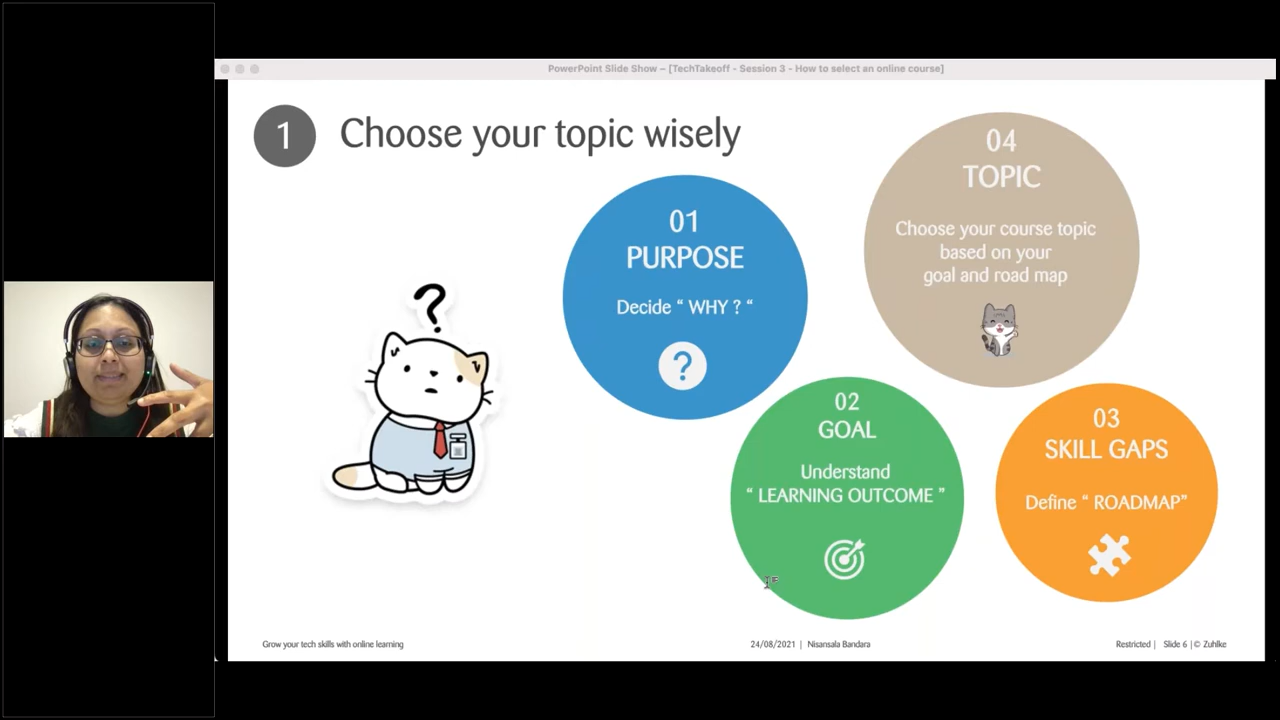 PowerPoint Slide Show – [TechTakeoff - Session 3 - How to select an online course]
1
Choose your topic wisely
01
PURPOSE
Decide “ WHY ? “
?
?
02
GOAL
Understand
“ LEARNING OUTCOME ”
03
SKILL GAPS
Define “ ROADMAP”
04
TOPIC
Choose your course topic
based on your
goal and road map
Grow your tech skills with online learning
24/08/2021 | Nisansala Bandara
Restricted | Slide 6 | © Zuhlke